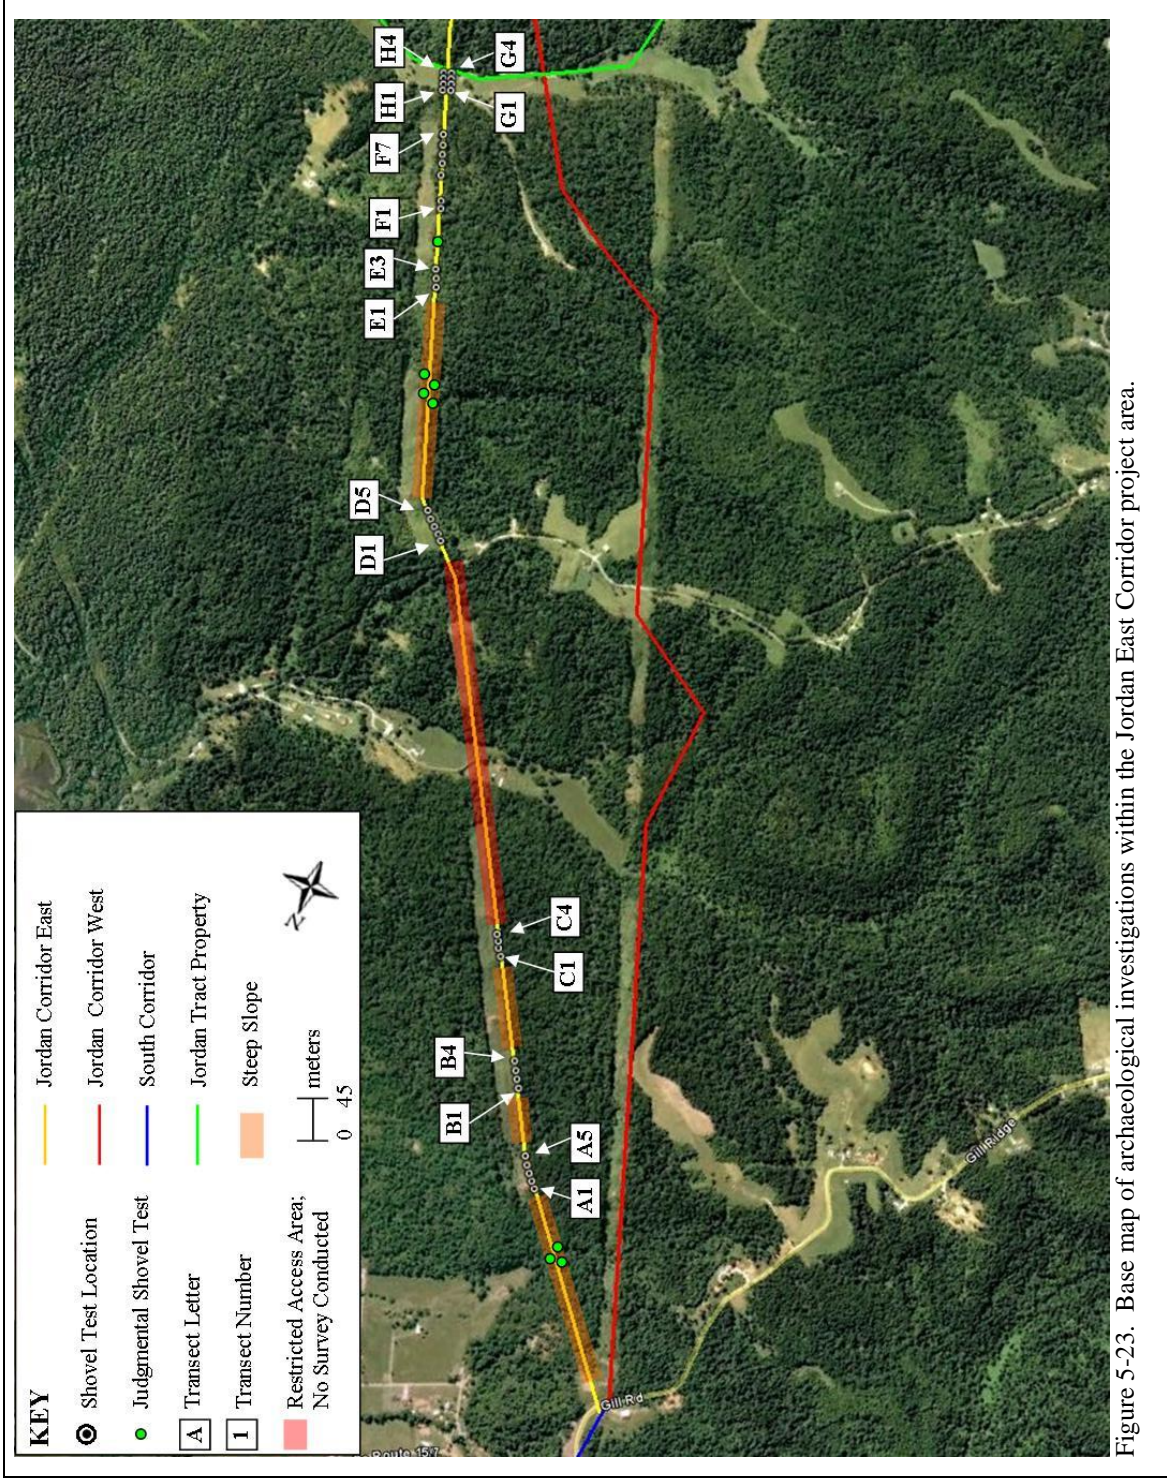 KEY
Shovel Test Location
Judgmental Shovel Test
A Transect Letter
1 Transect Number
Restricted Access Area;
No Survey Conducted
Jordan Corridor East
Jordan Corridor West
South Corridor
Jordan Tract Property
Steep Slope
0 45 meters
N
A1
A5
B1
B4
C1
C4
D1
D5
E1
E3
F1
F7
H1
H4
G1
G4
Gill Rd
Gill Ridge
Route
Figure 5-23. Base map of archaeological investigations within the Jordan East Corridor project area.